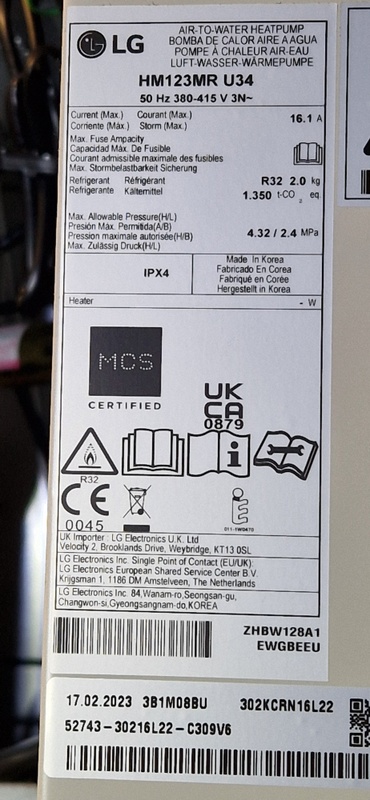 LG
AIR-TO-WATER HEATPUMP
BOMBA DE CALOR AIRE A AGUA
POMPE À CHALEUR AIR-EAU
LUFT-WASSER-WÄRMEPUMPE
HM123MR U34
50 Hz 380-415 V 3N~
Current (Max.) Courant (Max.)
Corriente (Máx.) Storm (Max.)
16.1 A
Max. Fuse Ampacity
Capacidad Máx. De Fusible
Courant admissible maximale des fusibles
Max. Stormbelastbarkeit Sicherung
Refrigerant Réfrigérant
Refrigerante Kältemittel
R32 2.0 kg
1.350 t-CO2 eq.
Max. Allowable Pressure(H/L)
Presión Máx. Permitida(A/B)
Pression maximale autorisée(H/B)
Max. Zulässig Druck(H/L)
4.32 / 2.4 MPa
IPX4
Made In Korea
Fabricado En Corea
Fabriqué en Corée
Hergestellt in Korea
Heater - W
MCS
CERTIFIED
UK
CA
0879
R32
CE
0045
UK Importer : LG Electronics U.K. Ltd
Velocity 2, Brooklands Drive, Weybridge, KT13 0SL
LG Electronics Inc. Single Point of Contact (EU/UK):
LG Electronics European Shared Service Center B.V.
Krijgsman 1, 1186 DM Amstelveen, The Netherlands
LG Electronics Inc. 84,Wanam-ro,Seongsan-gu,
Changwon-si,Gyeongsangnam-do,KOREA
ZHBW128A1
EWGBEEU
17.02.2023 3B1M08BU 302KCRN16L22
52743-30216L22-C309V6